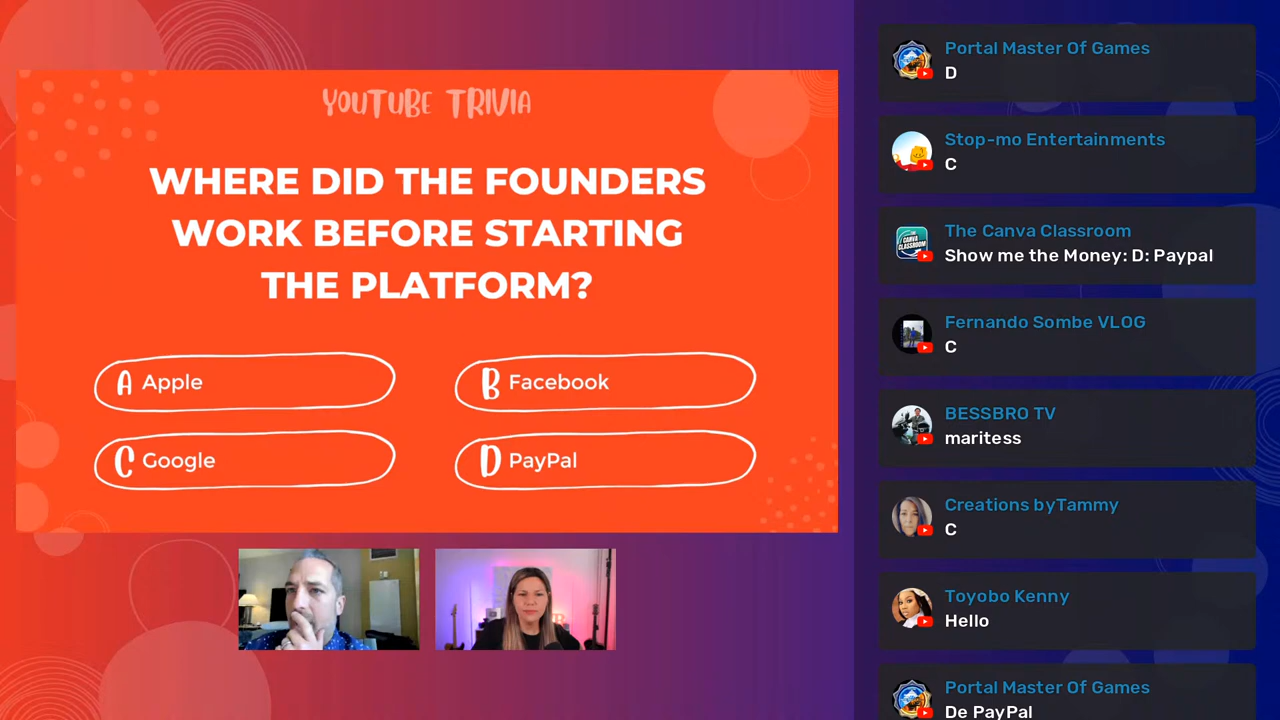 YOUTUBE TRIVIA
WHERE DID THE FOUNDERS
WORK BEFORE STARTING
THE PLATFORM?
A Apple
B Facebook
C Google
D PayPal
Portal Master Of Games
D
Stop-mo Entertainments
C
The Canva Classroom
Show me the Money: D: Paypal
Fernando Sombe VLOG
C
BESSBRO TV
maritess
Creations byTammy
C
Toyobo Kenny
Hello
Portal Master Of Games
De PayPal
CANVA
CLASSROOM